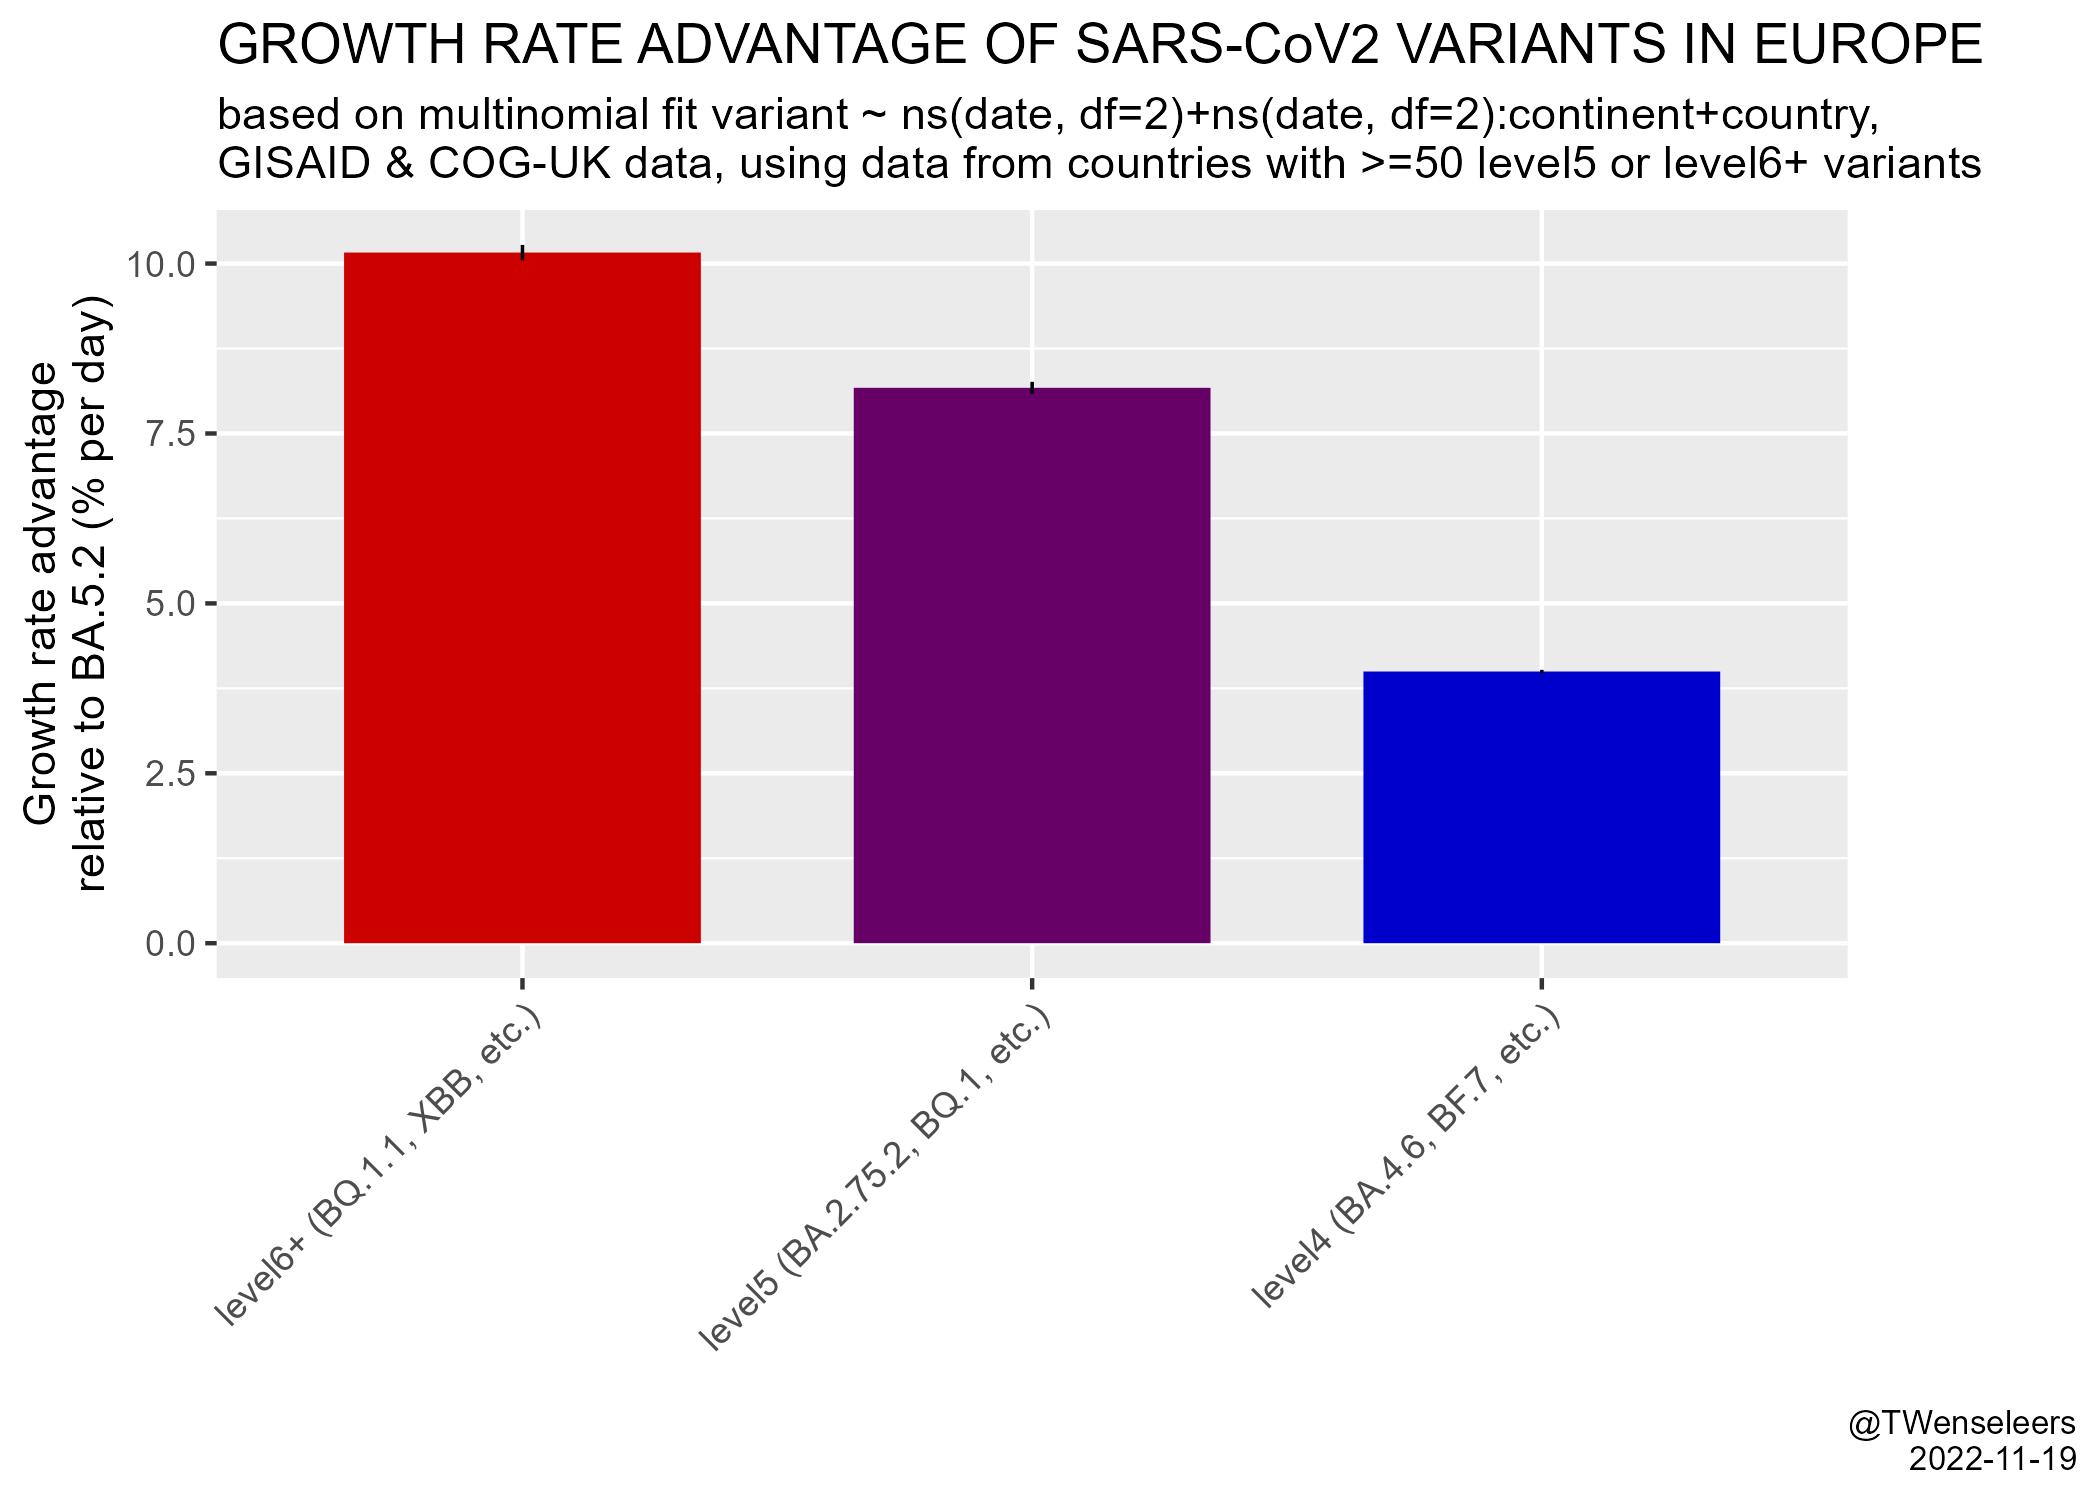 GROWTH RATE ADVANTAGE OF SARS-CoV2 VARIANTS IN EUROPE
based on multinomial fit variant ~ ns(date, df=2)+ns(date, df=2):continent+country,
GISAID & COG-UK data, using data from countries with >=50 level5 or level6+ variants
Growth rate advantage
relative to BA.5.2 (% per day)
10.0
7.5
5.0
2.5
0.0
level6+ (BQ.1.1, XBB, etc.)
level5 (BA.2.75.2, BQ.1, etc.)
level4 (BA.4.6, BF.7, etc.)
@TWenseleers
2022-11-19